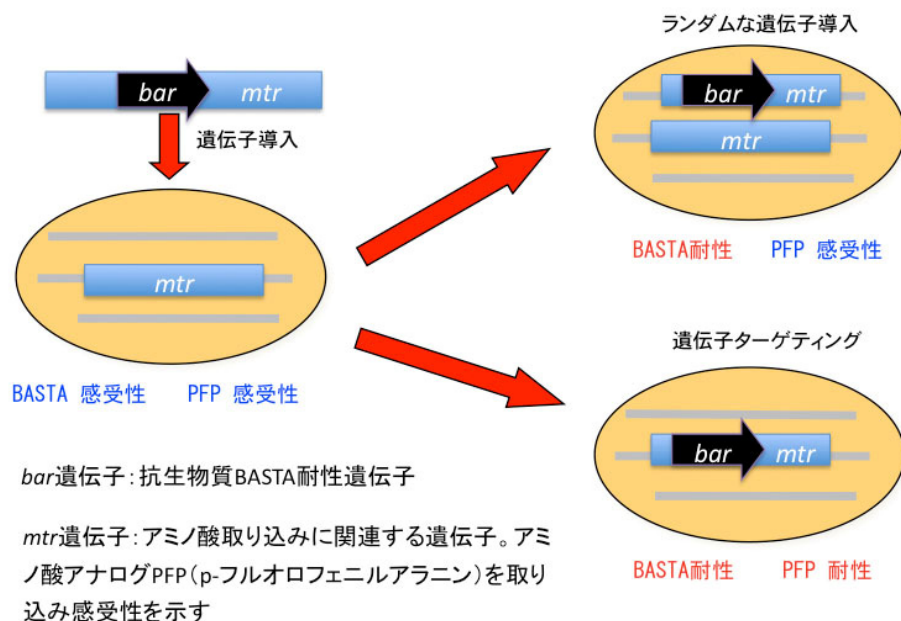 bar mtr
遺伝子導入
mtr
BASTA 感受性 PFP 感受性
ランダムな遺伝子導入
bar mtr
mtr
BASTA耐性 PFP 感受性
遺伝子ターゲティング
bar mtr
BASTA耐性 PFP 耐性
bar遺伝子：抗生物質BASTA耐性遺伝子
mtr遺伝子：アミノ酸取り込みに関連する遺伝子。アミ
ノ酸アナログPFP（p-フルオロフェニルアラニン）を取り
込み感受性を示す